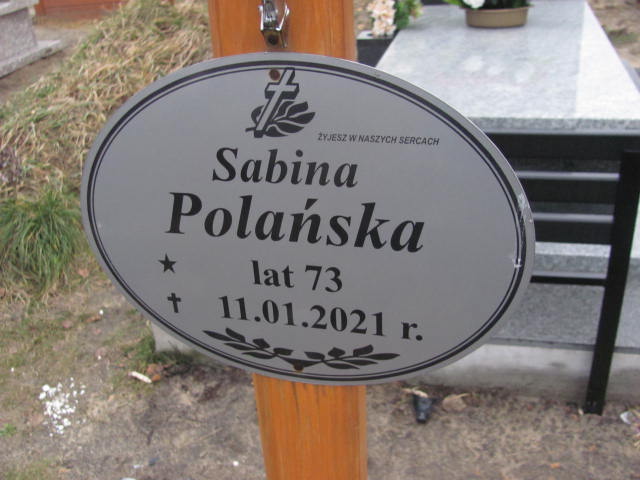 ŻYJESZ W NASZYCH SERCACH
Sabina
Polańska
lat 73
11.01.2021 r.